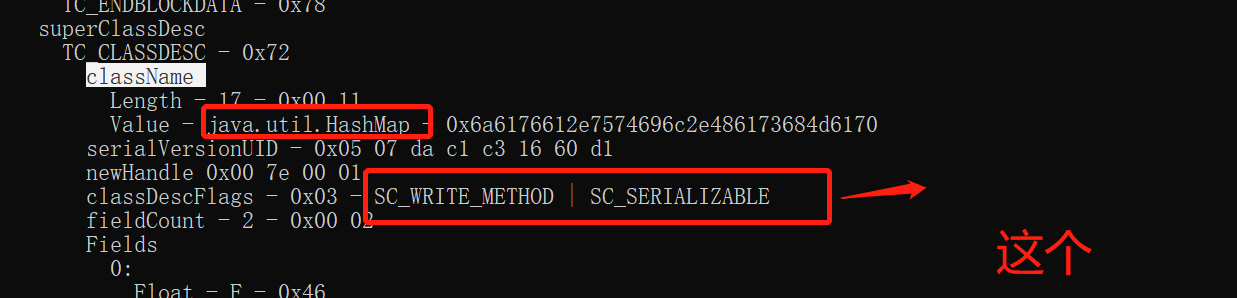 TC_ENDBLOCKDATA - 0x78
superClassDesc
TC_CLASSDESC - 0x72
className
Length - 17 - 0x00 11
Value - java.util.HashMap - 0x6a6176612e7574696c2e486173684d6170
serialVersionUID - 0x05 07 da c1 c3 16 60 d1
newHandle 0x00 7e 00 01
classDescFlags - 0x03 - SC_WRITE_METHOD | SC_SERIALIZABLE
fieldCount - 2 - 0x00 02
Fields
0:
Float - F - 0x46
这个